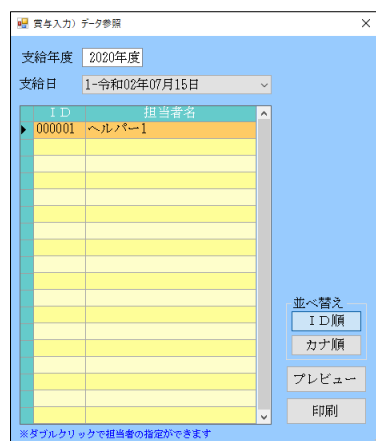 賞与入力）データ参照
支給年度 2020年度
支給日 1-令和02年07月15日
ＩＤ 担当者名
000001 ヘルパー1
並べ替え
ＩＤ順
カナ順
プレビュー
印刷
※ダブルクリックで担当者の指定ができます